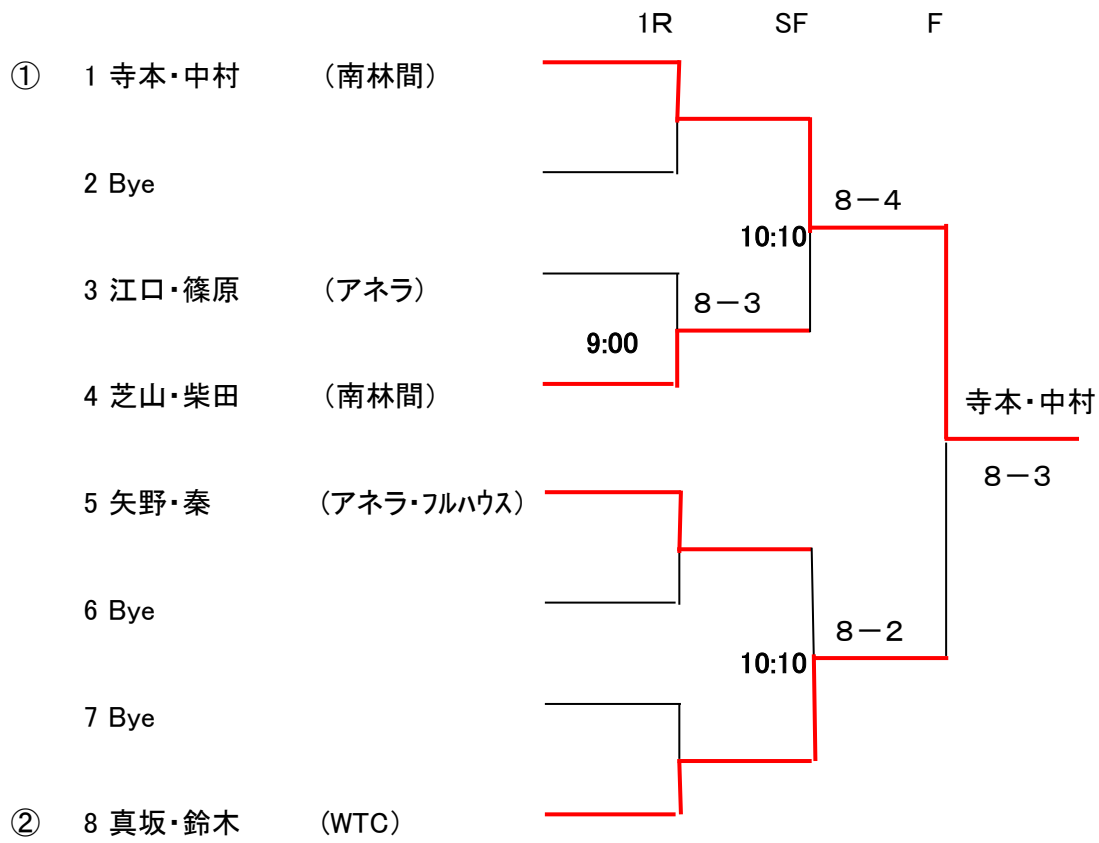 1R SF F
① 1 寺本・中村 (南林間)
2 Bye
8－4
10:10
3 江口・篠原 (アネラ)
8－3
9:00
4 芝山・柴田 (南林間)
寺本・中村
8－3
5 矢野・秦 (アネラ・フルハウス)
6 Bye
8－2
10:10
7 Bye
② 8 真坂・鈴木 (WTC)